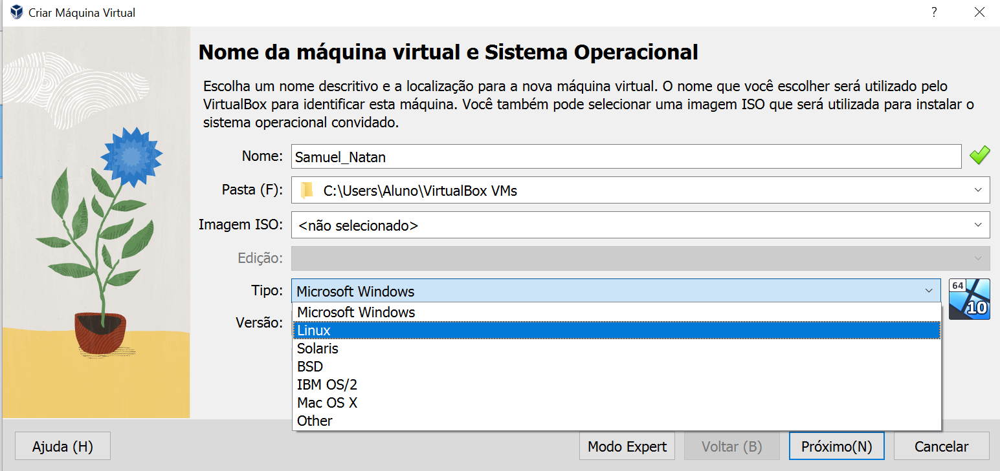 Criar Máquina Virtual
?
Nome da máquina virtual e Sistema Operacional
Escolha um nome descritivo e a localização para a nova máquina virtual. O nome que você escolher será utilizado pelo
VirtualBox para identificar esta máquina. Você também pode selecionar uma imagem ISO que será utilizada para instalar o
sistema operacional convidado.
Nome: Samuel_Natan
Pasta (F): C:\Users\Aluno\VirtualBox VMs
Imagem ISO: <não selecionado>
Edição:
Tipo: Microsoft Windows 64
10
Microsoft Windows
Versão:
Linux
Solaris
BSD
IBM OS/2
Mac OS X
Other
Ajuda (H) Modo Expert Voltar (B) Próximo(N) Cancelar